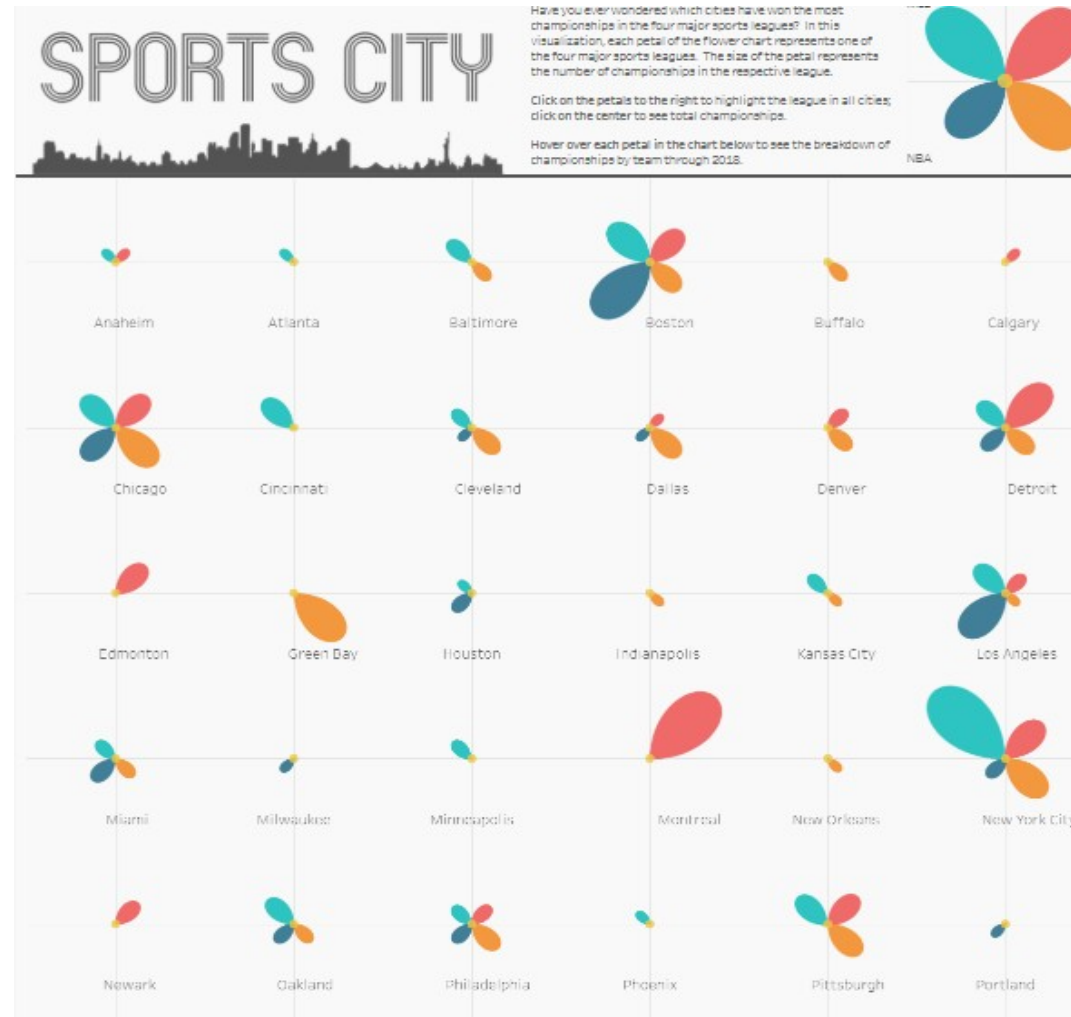 SPORTS CITY
Have you ever wondered which cities have won the most
championships in the four major sports leagues? In this
visualization, each petal of the flower chart represents one of
the four major sports leagues. The size of the petal represents
the number of championships in the respective league.
Click on the petals to the right to highlight the league in all cities;
click on the center to see total championships.
Hover over each petal in the chart below to see the breakdown of
championships by team through 2018.
NBA
Anaheim Atlanta Baltimore Boston Buffalo Calgary
Chicago Cincinnati Cleveland Dallas Denver Detroit
Edmonton Green Bay Houston Indianapolis Kansas City Los Angeles
Miami Milwaukee Minneapolis Montreal New Orleans New York City
Newark Oakland Philadelphia Phoenix Pittsburgh Portland